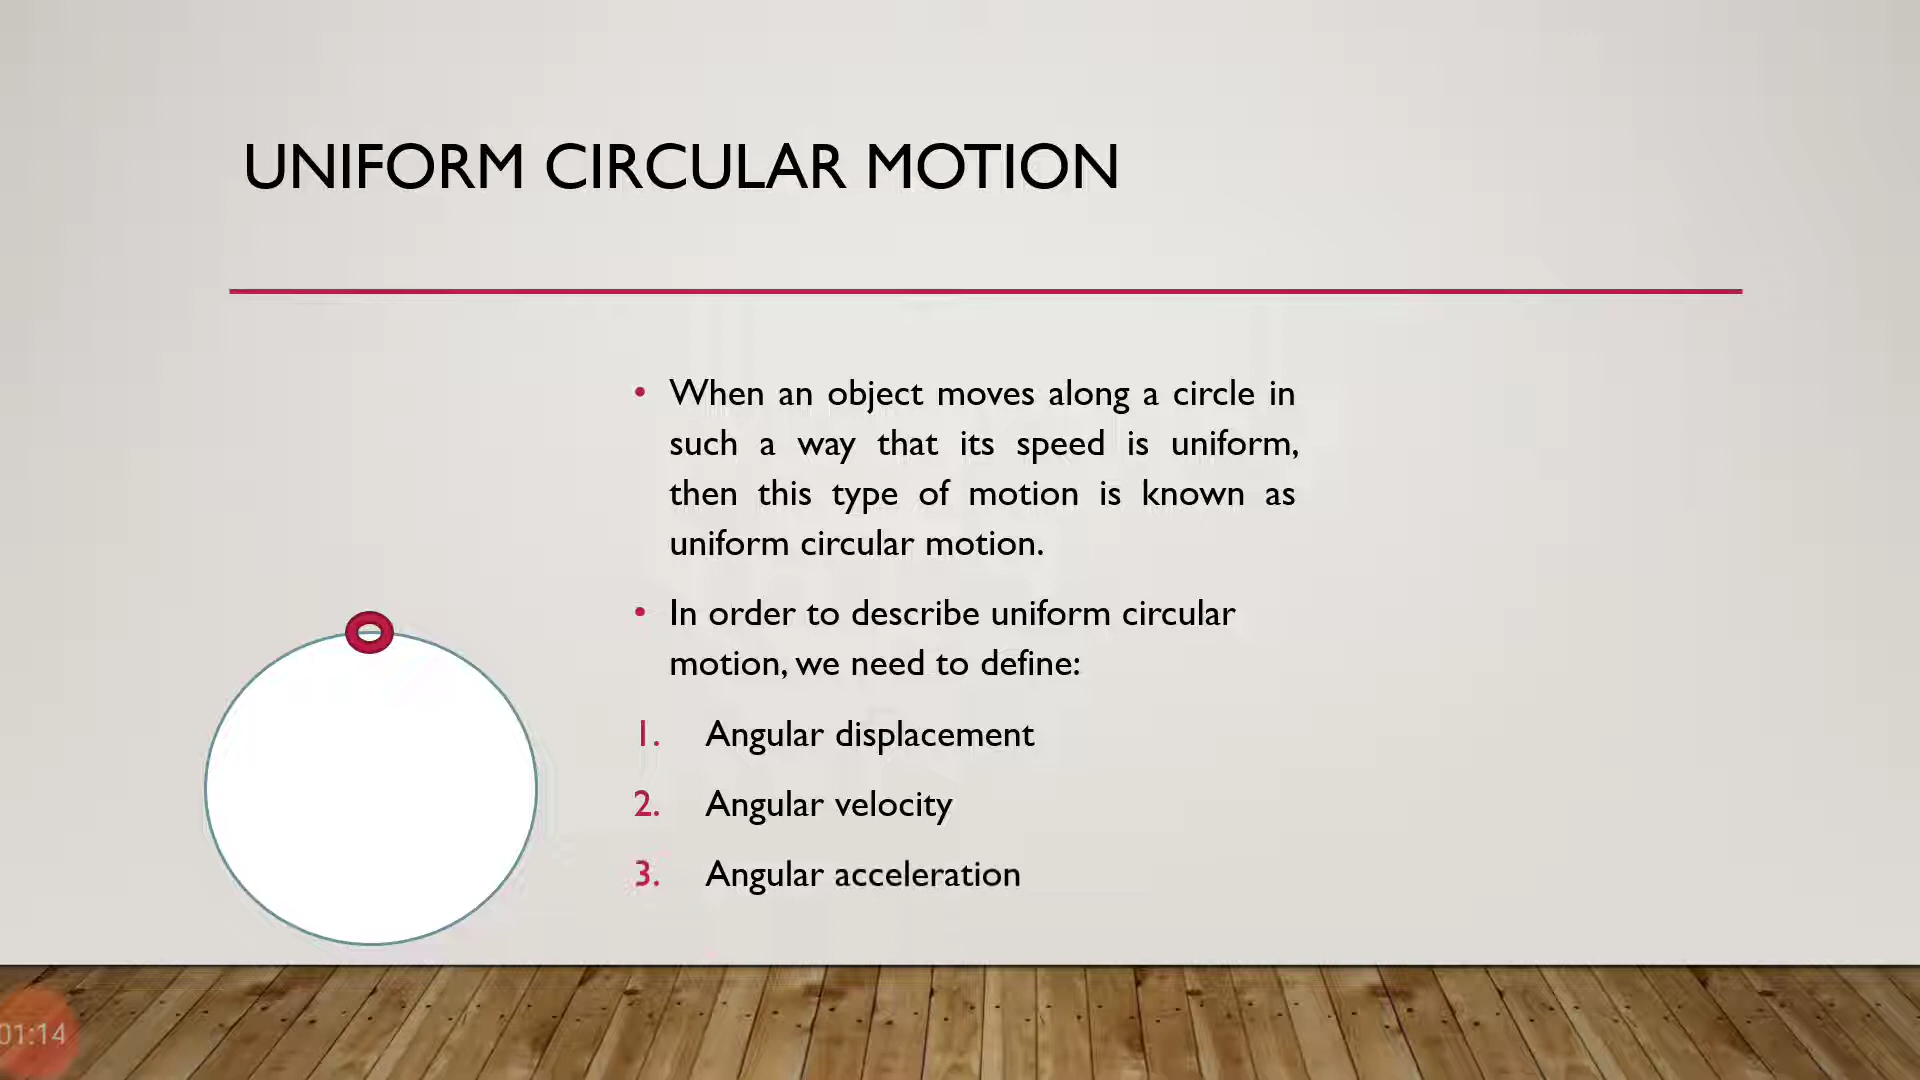 UNIFORM CIRCULAR MOTION
• When an object moves along a circle in
such a way that its speed is uniform,
then this type of motion is known as
uniform circular motion.
• In order to describe uniform circular
motion, we need to define:
1. Angular displacement
2. Angular velocity
3. Angular acceleration
01:14